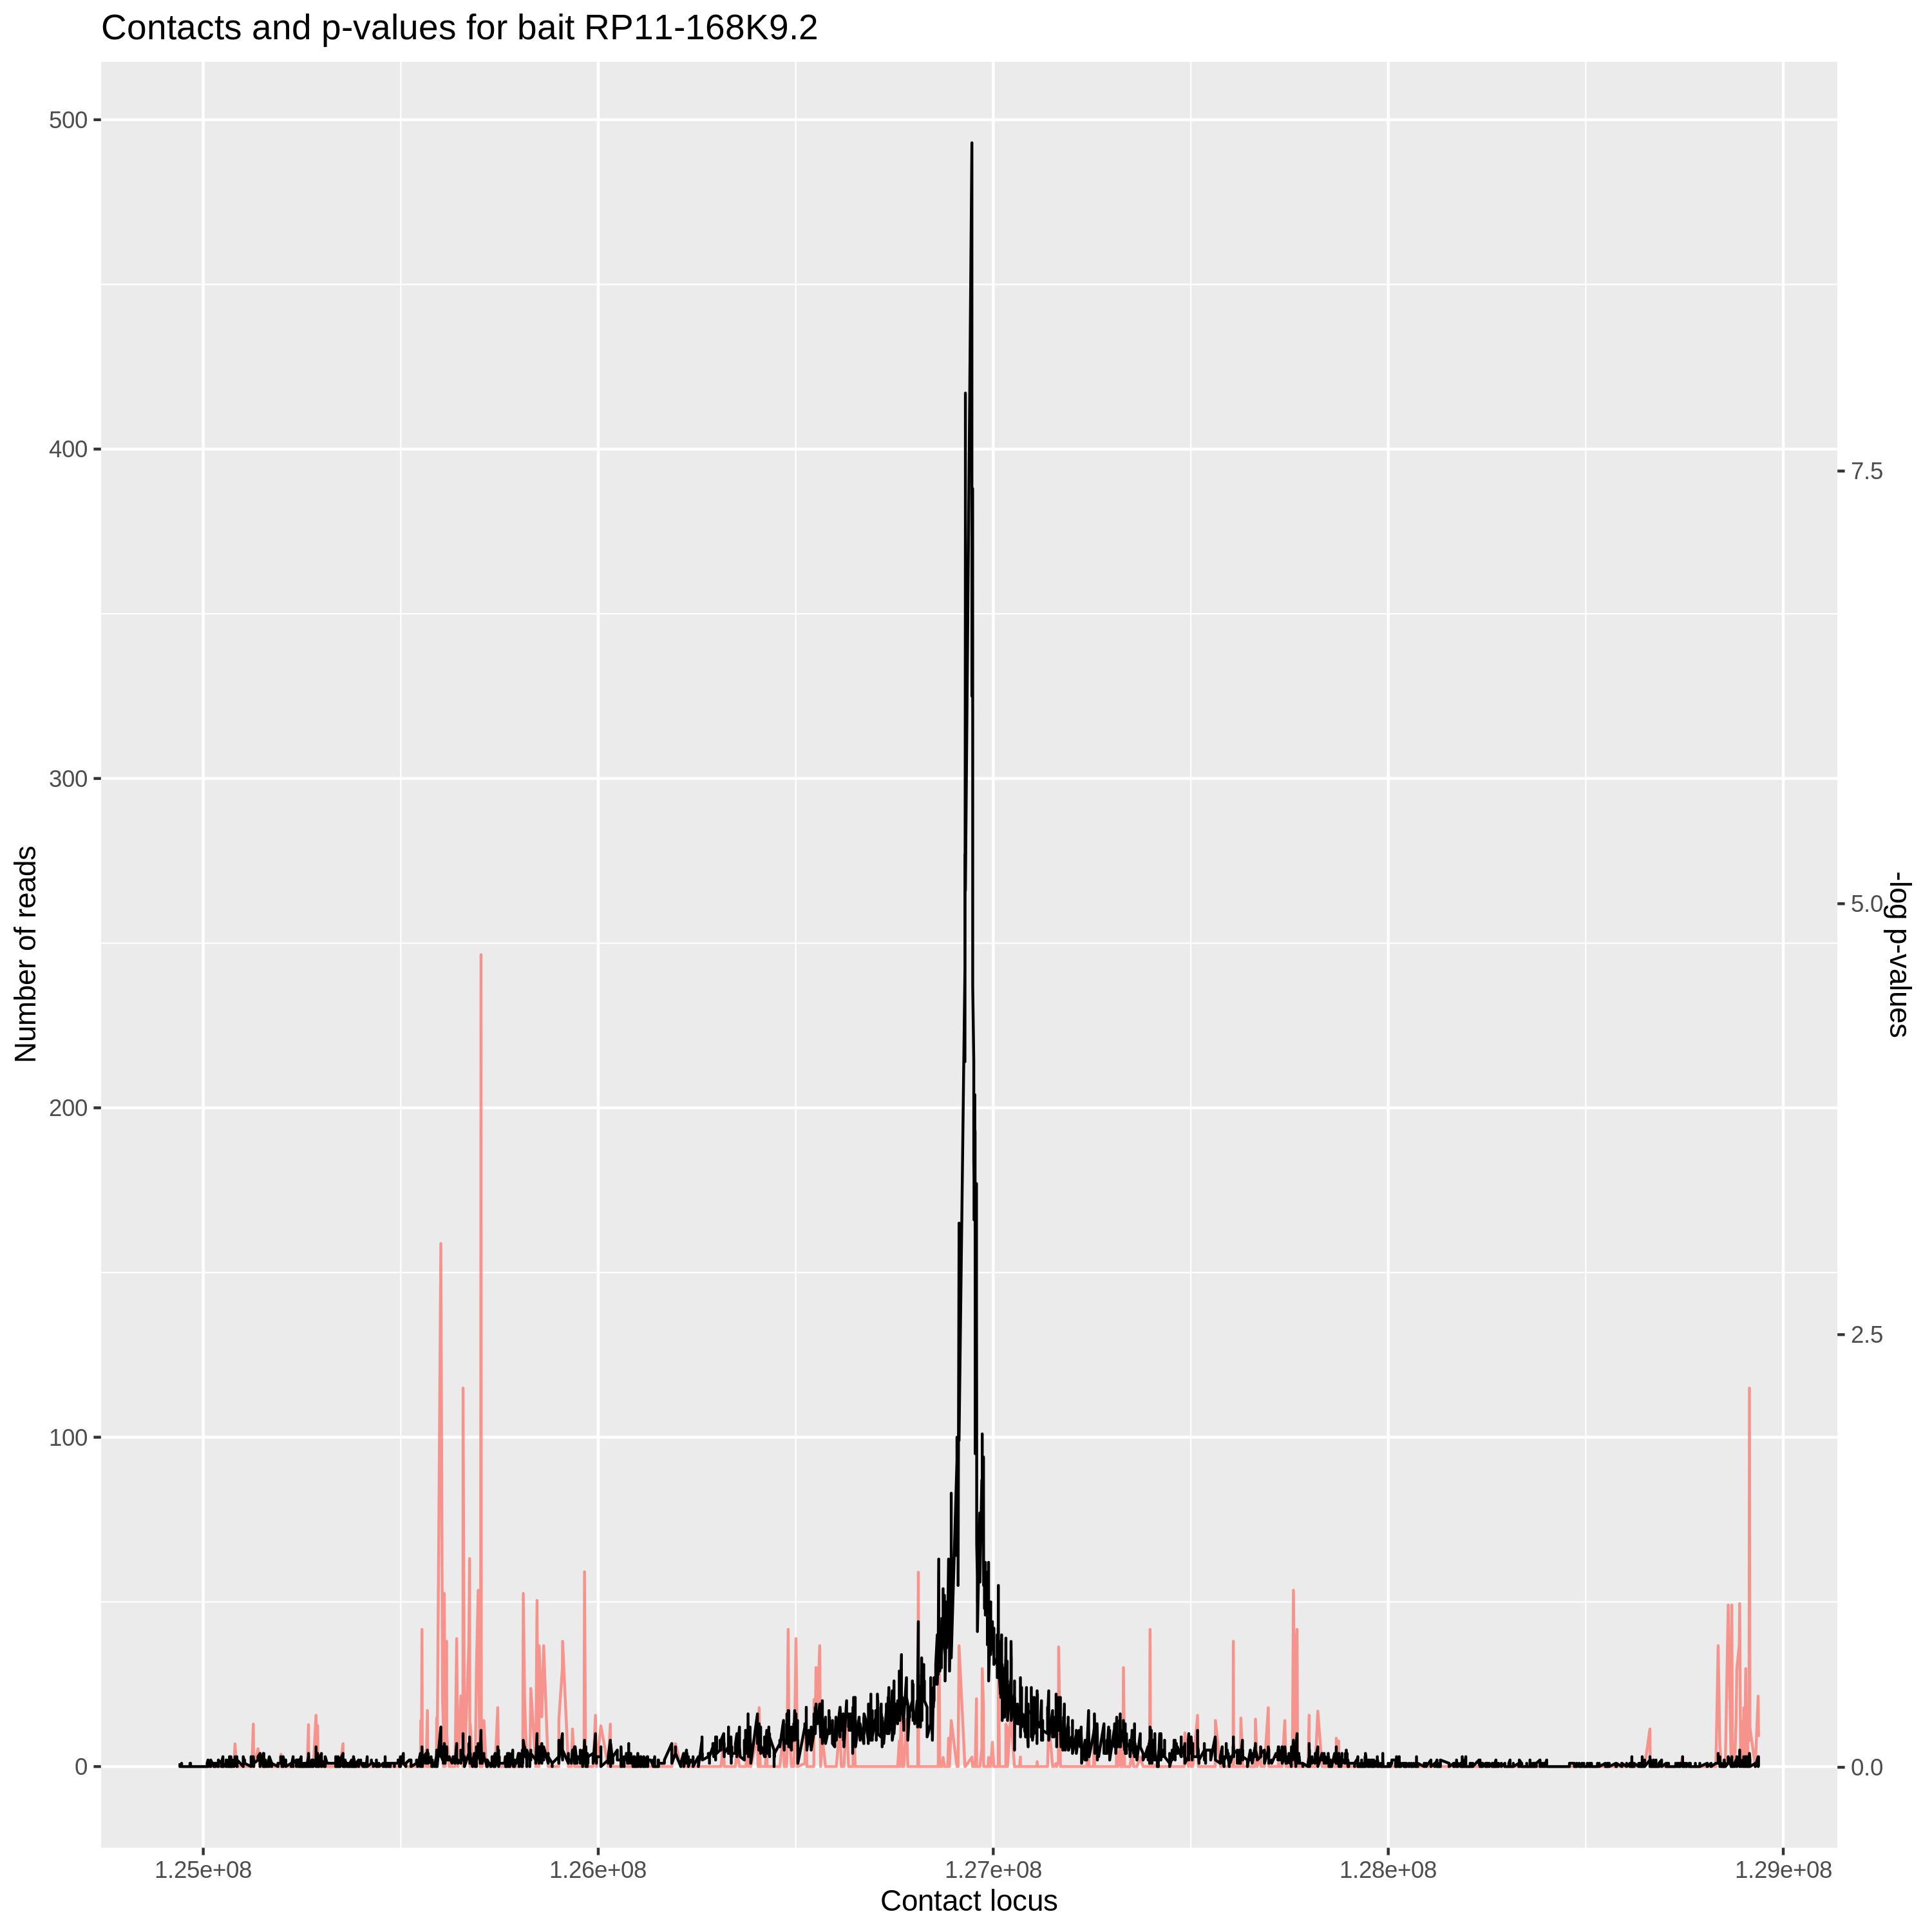 Contacts and p-values for bait RP11-168K9.2
500
400
300
200
100
0
Number of reads
7.5
5.0
2.5
0.0
-log p-values
1.25e+08
1.26e+08
1.27e+08
1.28e+08
1.29e+08
Contact locus